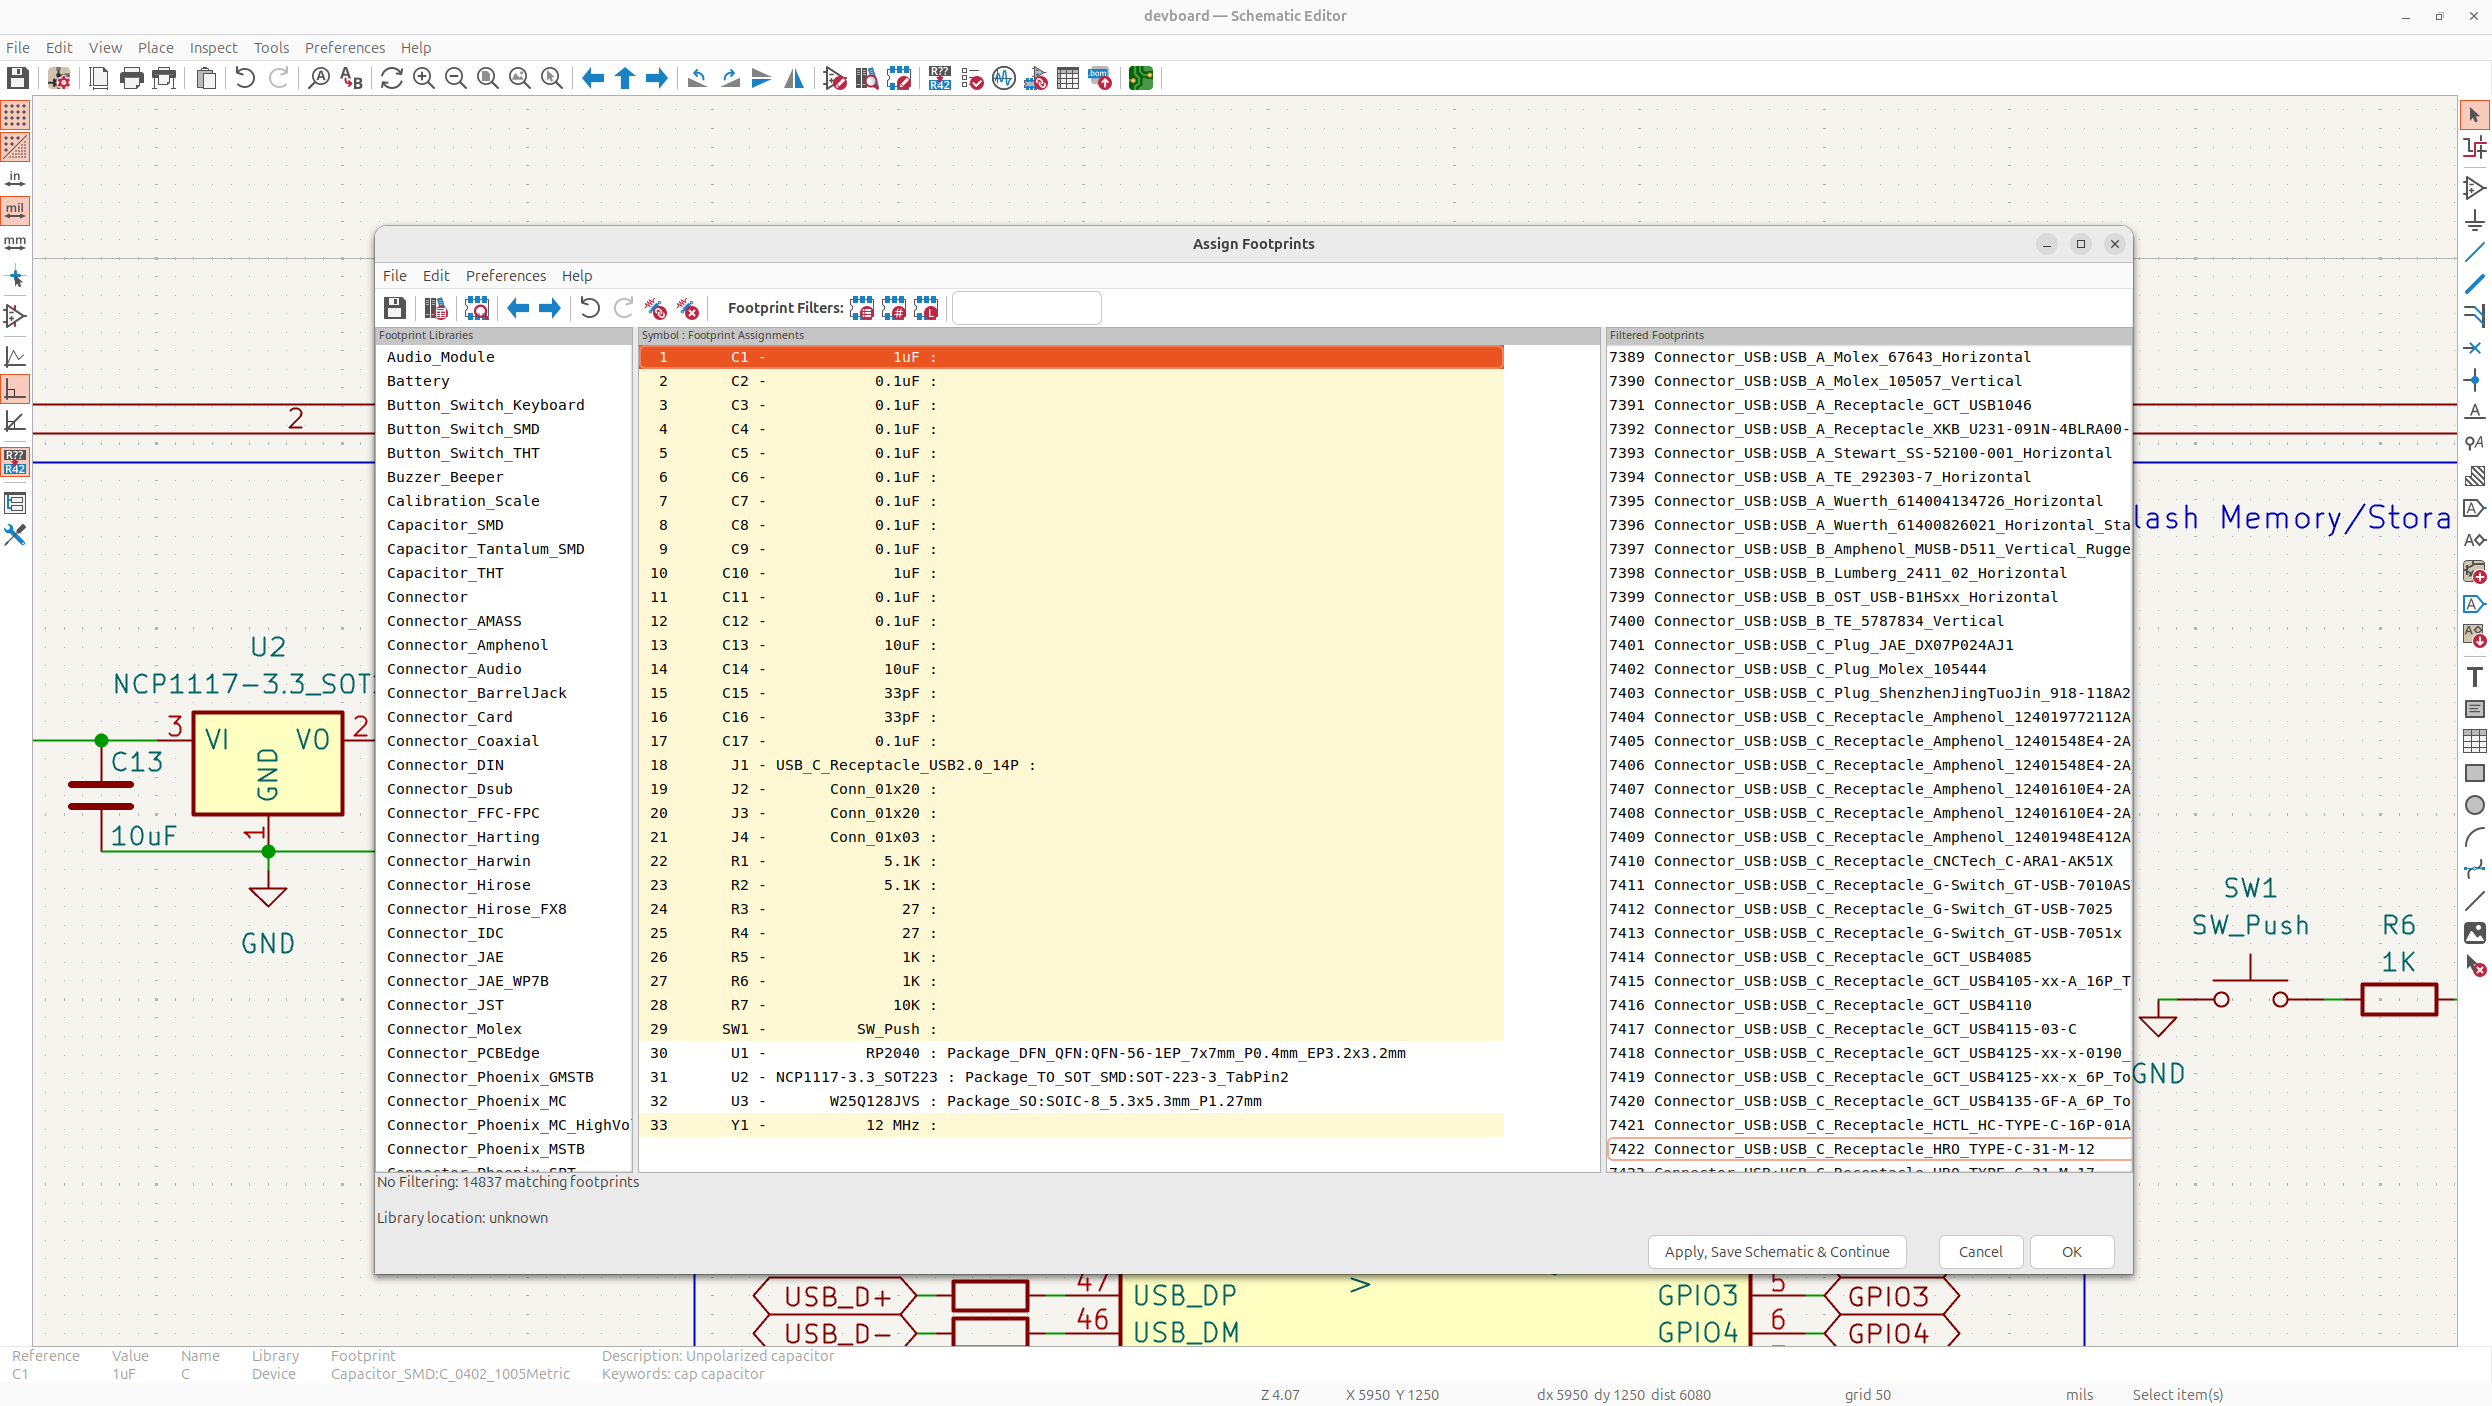 devboard — Schematic Editor
File Edit View Place Inspect Tools Preferences Help
in
mil
mm
R??
R42
2
U2
NCP1117-3.3_SOT
3
VI
VO
2
GND
C13
10uF
1
GND
Assign Footprints
File Edit Preferences Help
Footprint Filters:
Footprint Libraries
Audio_Module
Battery
Button_Switch_Keyboard
Button_Switch_SMD
Button_Switch_THT
Buzzer_Beeper
Calibration_Scale
Capacitor_SMD
Capacitor_Tantalum_SMD
Capacitor_THT
Connector
Connector_AMASS
Connector_Amphenol
Connector_Audio
Connector_BarrelJack
Connector_Card
Connector_Coaxial
Connector_DIN
Connector_Dsub
Connector_FFC-FPC
Connector_Harting
Connector_Harwin
Connector_Hirose
Connector_Hirose_FX8
Connector_IDC
Connector_JAE
Connector_JAE_WP7B
Connector_JST
Connector_Molex
Connector_PCBEdge
Connector_Phoenix_GMSTB
Connector_Phoenix_MC
Connector_Phoenix_MC_HighVo
Connector_Phoenix_MSTB
Connector_Phoenix_SPT
Symbol : Footprint Assignments
1 C1 - 1uF :
2 C2 - 0.1uF :
3 C3 - 0.1uF :
4 C4 - 0.1uF :
5 C5 - 0.1uF :
6 C6 - 0.1uF :
7 C7 - 0.1uF :
8 C8 - 0.1uF :
9 C9 - 0.1uF :
10 C10 - 1uF :
11 C11 - 0.1uF :
12 C12 - 0.1uF :
13 C13 - 10uF :
14 C14 - 10uF :
15 C15 - 33pF :
16 C16 - 33pF :
17 C17 - 0.1uF :
18 J1 - USB_C_Receptacle_USB2.0_14P :
19 J2 - Conn_01x20 :
20 J3 - Conn_01x20 :
21 J4 - Conn_01x03 :
22 R1 - 5.1K :
23 R2 - 5.1K :
24 R3 - 27 :
25 R4 - 27 :
26 R5 - 1K :
27 R6 - 1K :
28 R7 - 10K :
29 SW1 - SW_Push :
30 U1 - RP2040 : Package_DFN_QFN:QFN-56-1EP_7x7mm_P0.4mm_EP3.2x3.2mm
31 U2 - NCP1117-3.3_SOT223 : Package_TO_SOT_SMD:SOT-223-3_TabPin2
32 U3 - W25Q128JVS : Package_SO:SOIC-8_5.3x5.3mm_P1.27mm
33 Y1 - 12 MHz :
Filtered Footprints
7389 Connector_USB:USB_A_Molex_67643_Horizontal
7390 Connector_USB:USB_A_Molex_105057_Vertical
7391 Connector_USB:USB_A_Receptacle_GCT_USB1046
7392 Connector_USB:USB_A_Receptacle_XKB_U231-091N-4BLRA00-
7393 Connector_USB:USB_A_Stewart_SS-52100-001_Horizontal
7394 Connector_USB:USB_A_TE_292303-7_Horizontal
7395 Connector_USB:USB_A_Wuerth_614004134726_Horizontal
7396 Connector_USB:USB_A_Wuerth_61400826021_Horizontal_Sta
7397 Connector_USB:USB_B_Amphenol_MUSB-D511_Vertical_Rugge
7398 Connector_USB:USB_B_Lumberg_2411_02_Horizontal
7399 Connector_USB:USB_B_OST_USB-B1HSxx_Horizontal
7400 Connector_USB:USB_B_TE_5787834_Vertical
7401 Connector_USB:USB_C_Plug_JAE_DX07P024AJ1
7402 Connector_USB:USB_C_Plug_Molex_105444
7403 Connector_USB:USB_C_Plug_ShenzhenJingTuoJin_918-118A2
7404 Connector_USB:USB_C_Receptacle_Amphenol_124019772112A
7405 Connector_USB:USB_C_Receptacle_Amphenol_12401548E4-2A
7406 Connector_USB:USB_C_Receptacle_Amphenol_12401548E4-2A
7407 Connector_USB:USB_C_Receptacle_Amphenol_12401610E4-2A
7408 Connector_USB:USB_C_Receptacle_Amphenol_12401610E4-2A
7409 Connector_USB:USB_C_Receptacle_Amphenol_12401948E412A
7410 Connector_USB:USB_C_Receptacle_CNCTech_C-ARA1-AK51X
7411 Connector_USB:USB_C_Receptacle_G-Switch_GT-USB-7010AS
7412 Connector_USB:USB_C_Receptacle_G-Switch_GT-USB-7025
7413 Connector_USB:USB_C_Receptacle_G-Switch_GT-USB-7051x
7414 Connector_USB:USB_C_Receptacle_GCT_USB4085
7415 Connector_USB:USB_C_Receptacle_GCT_USB4105-xx-A_16P_T
7416 Connector_USB:USB_C_Receptacle_GCT_USB4110
7417 Connector_USB:USB_C_Receptacle_GCT_USB4115-03-C
7418 Connector_USB:USB_C_Receptacle_GCT_USB4125-xx-x-0190_
7419 Connector_USB:USB_C_Receptacle_GCT_USB4125-xx-x_6P_To
7420 Connector_USB:USB_C_Receptacle_GCT_USB4135-GF-A_6P_To
7421 Connector_USB:USB_C_Receptacle_HCTL_HC-TYPE-C-16P-01A
7422 Connector_USB:USB_C_Receptacle_HRO_TYPE-C-31-M-12
7423 Connector_USB:USB_C_Receptacle_HRO_TYPE-C-31-M-17
No Filtering: 14837 matching footprints
Library location: unknown
Apply, Save Schematic & Continue
Cancel
OK
lash Memory/Stora
SW1
SW_Push
R6
1K
GND
USB_D+
47
USB_DP
GPIO3
5
GPIO3
USB_D-
46
USB_DM
GPIO4
6
GPIO4
Reference Value Name Library Footprint Description: Unpolarized capacitor
C1 1uF C Device Capacitor_SMD:C_0402_1005Metric Keywords: cap capacitor
Z 4.07 X 5950 Y 1250 dx 5950 dy 1250 dist 6080 grid 50 mils Select item(s)